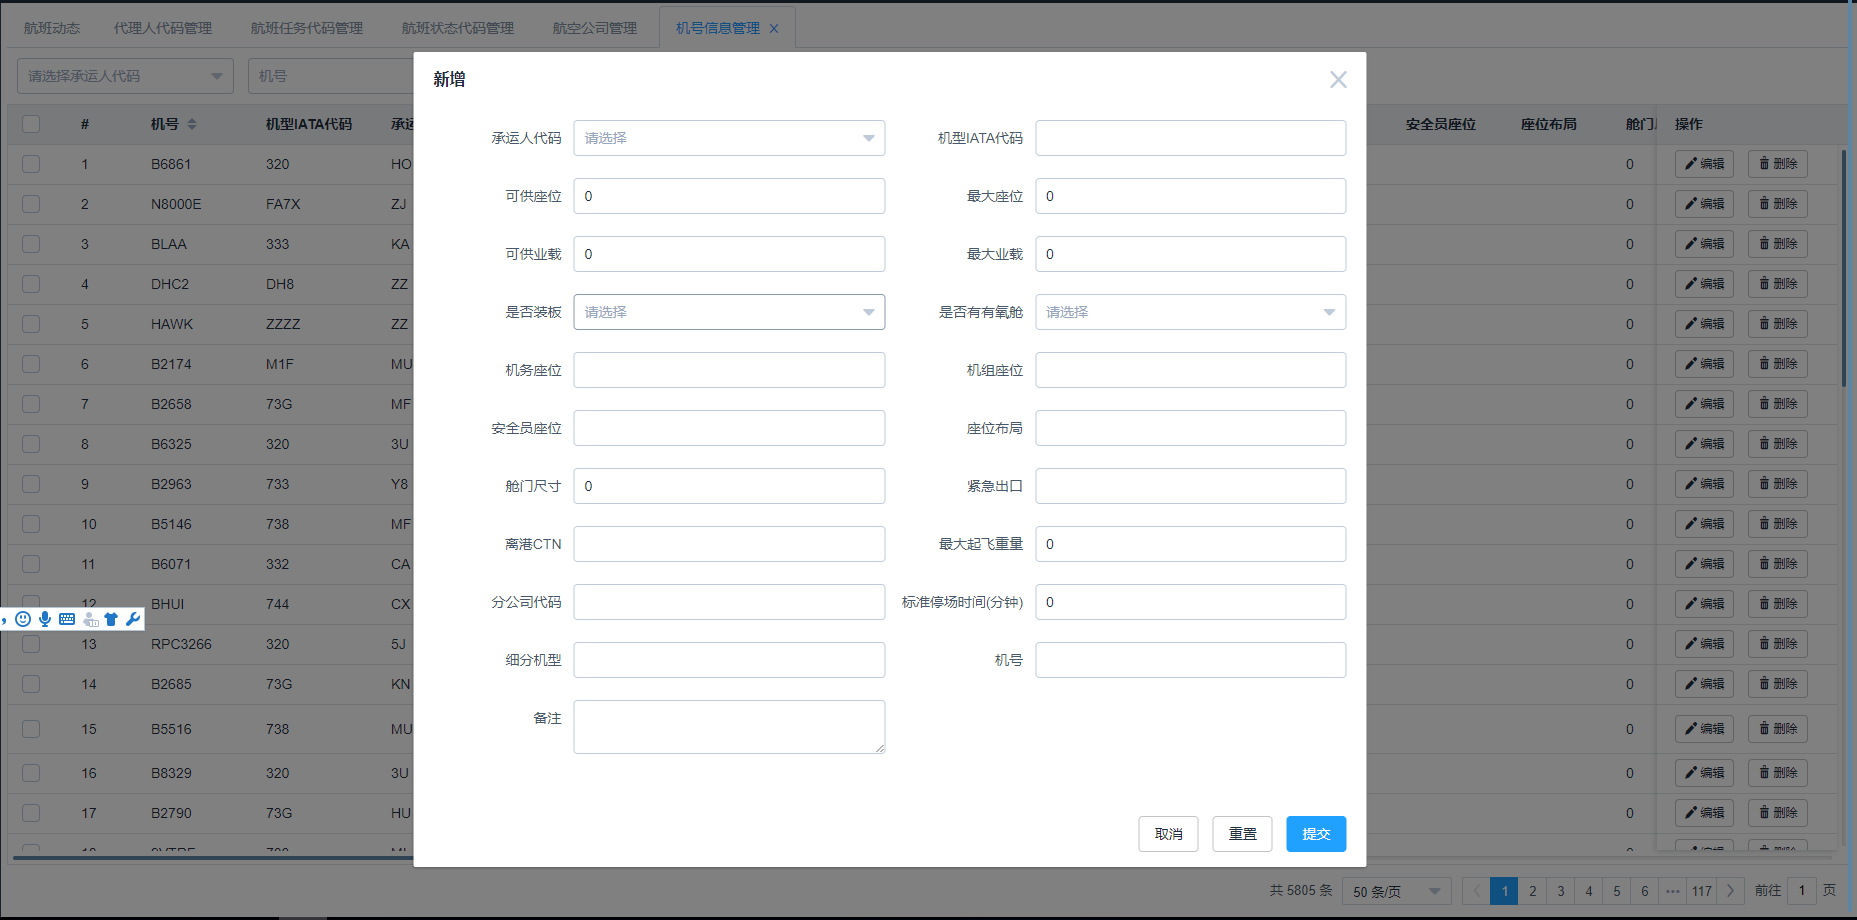 航班动态 代理人代码管理 航班任务代码管理 航班状态代码管理 航空公司管理 机号信息管理
请选择承运人代码 机号
新增
# 机号 机型IATA代码 安全员座位 座位布局 操作
承运人代码 请选择 机型IATA代码
可供座位 0 最大座位 0
可供业载 0 最大业载 0
是否装板 请选择 是否有有氧舱 请选择
机务座位 机组座位
安全员座位 座位布局
舱门尺寸 0 紧急出口
离港CTN 最大起飞重量 0
分公司代码 标准停场时间(分钟) 0
细分机型 机号
备注
取消 重置 提交
1 B6861 320 HO 0 编辑 删除
2 N8000E FA7X ZJ 0 编辑 删除
3 BLAA 333 KA 0 编辑 删除
4 DHC2 DH8 ZZ 0 编辑 删除
5 HAWK ZZZZ ZZ 0 编辑 删除
6 B2174 M1F MU 0 编辑 删除
7 B2658 73G MF 0 编辑 删除
8 B6325 320 3U 0 编辑 删除
9 B2963 733 Y8 0 编辑 删除
10 B5146 738 MF 0 编辑 删除
11 B6071 332 CA 0 编辑 删除
12 BHUI 744 CX 0 编辑 删除
13 RPC3266 320 5J 0 编辑 删除
14 B2685 73G KN 0 编辑 删除
15 B5516 738 MU 0 编辑 删除
16 B8329 320 3U 0 编辑 删除
17 B2790 73G HU 0 编辑 删除
共 5805 条 50 条/页 1 2 3 4 5 6 ••• 117 前往 1 页